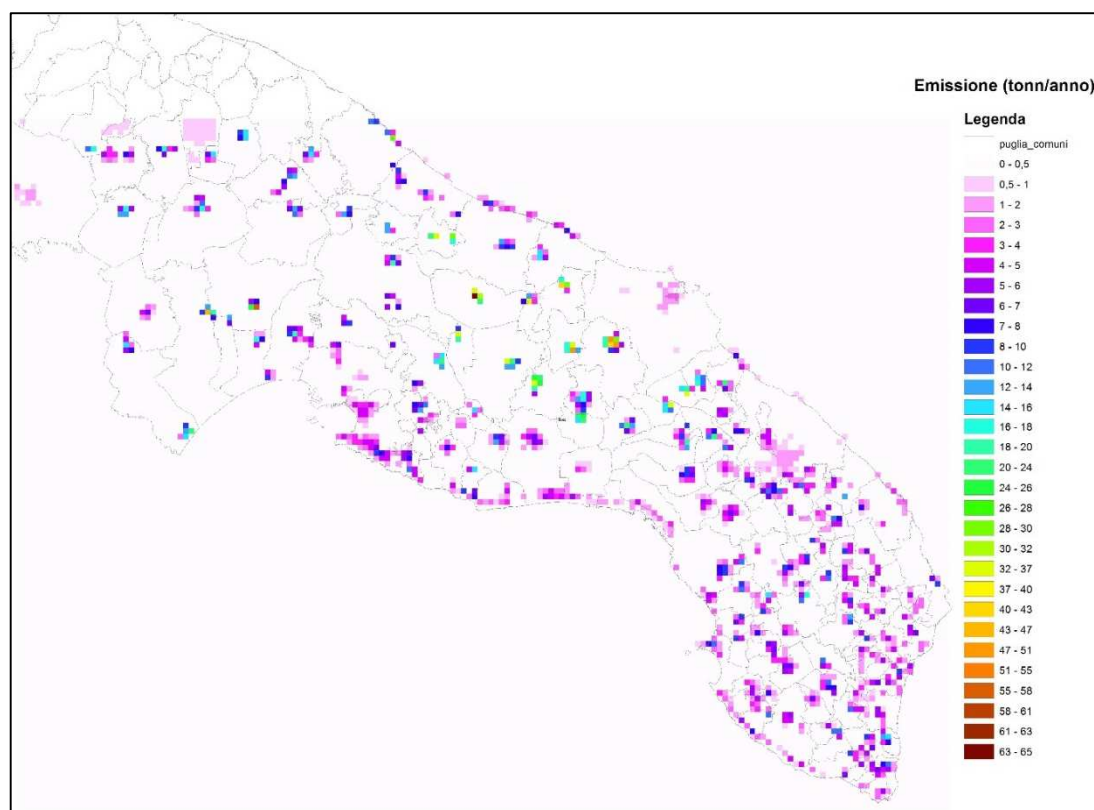 Emissione (tonn/anno)
Legenda
puglia_comuni
0 - 0,5
0,5 - 1
1 - 2
2 - 3
3 - 4
4 - 5
5 - 6
6 - 7
7 - 8
8 - 10
10 - 12
12 - 14
14 - 16
16 - 18
18 - 20
20 - 24
24 - 26
26 - 28
28 - 30
30 - 32
32 - 37
37 - 40
40 - 43
43 - 47
47 - 51
51 - 55
55 - 58
58 - 61
61 - 63
63 - 65